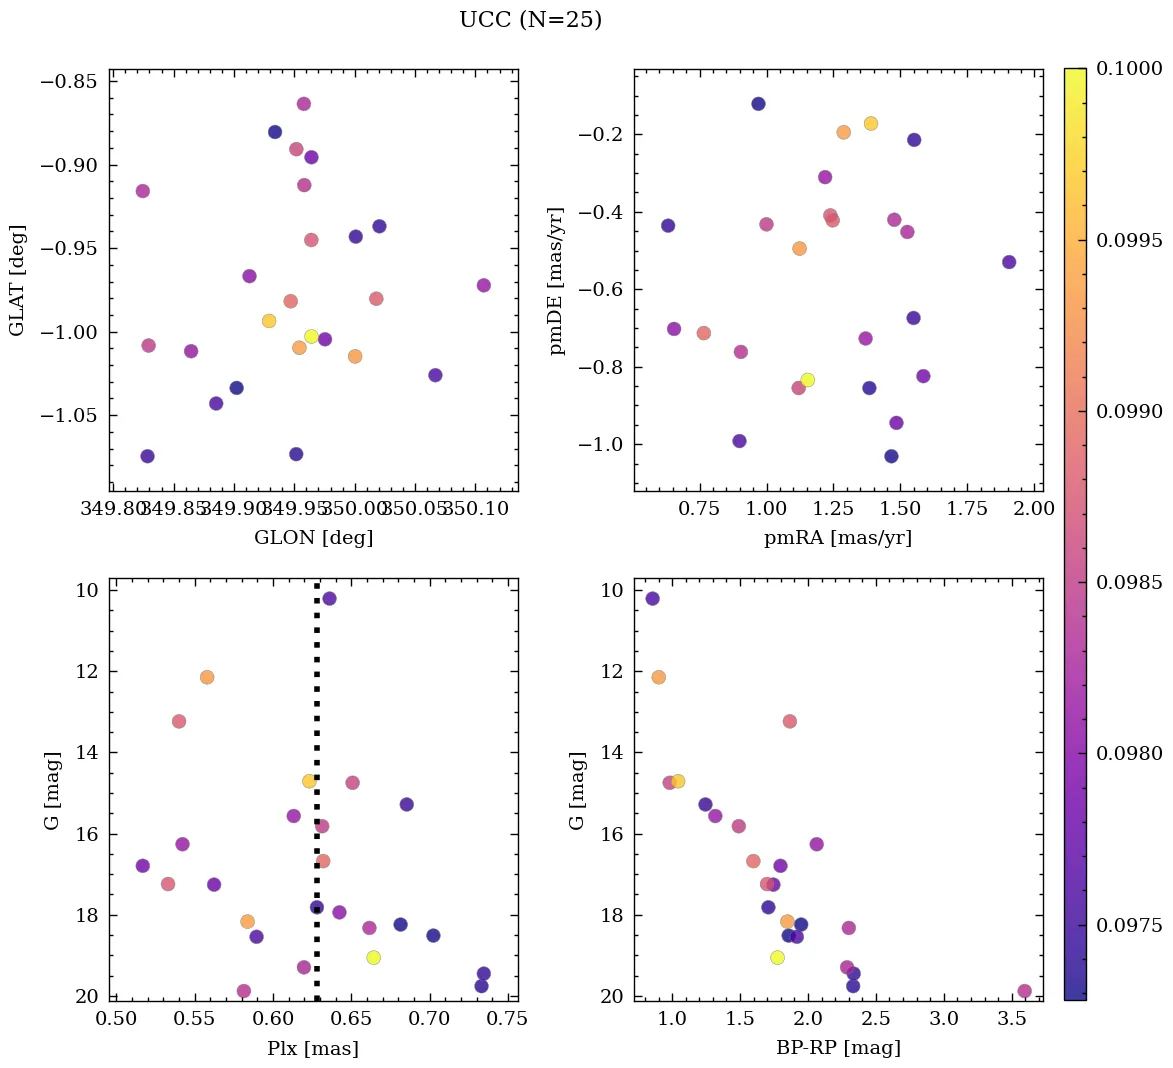 UCC (N=25)
−0.85
−0.90
−0.95
−1.00
−1.05
GLAT [deg]
349.80 349.85 349.90 349.95 350.00 350.05 350.10
GLON [deg]
−0.2
−0.4
−0.6
−0.8
−1.0
pmDE [mas/yr]
0.75 1.00 1.25 1.50 1.75 2.00
pmRA [mas/yr]
10
12
14
16
18
20
G [mag]
0.50 0.55 0.60 0.65 0.70 0.75
Plx [mas]
10
12
14
16
18
20
G [mag]
1.0 1.5 2.0 2.5 3.0 3.5
BP-RP [mag]
0.1000
0.0995
0.0990
0.0985
0.0980
0.0975